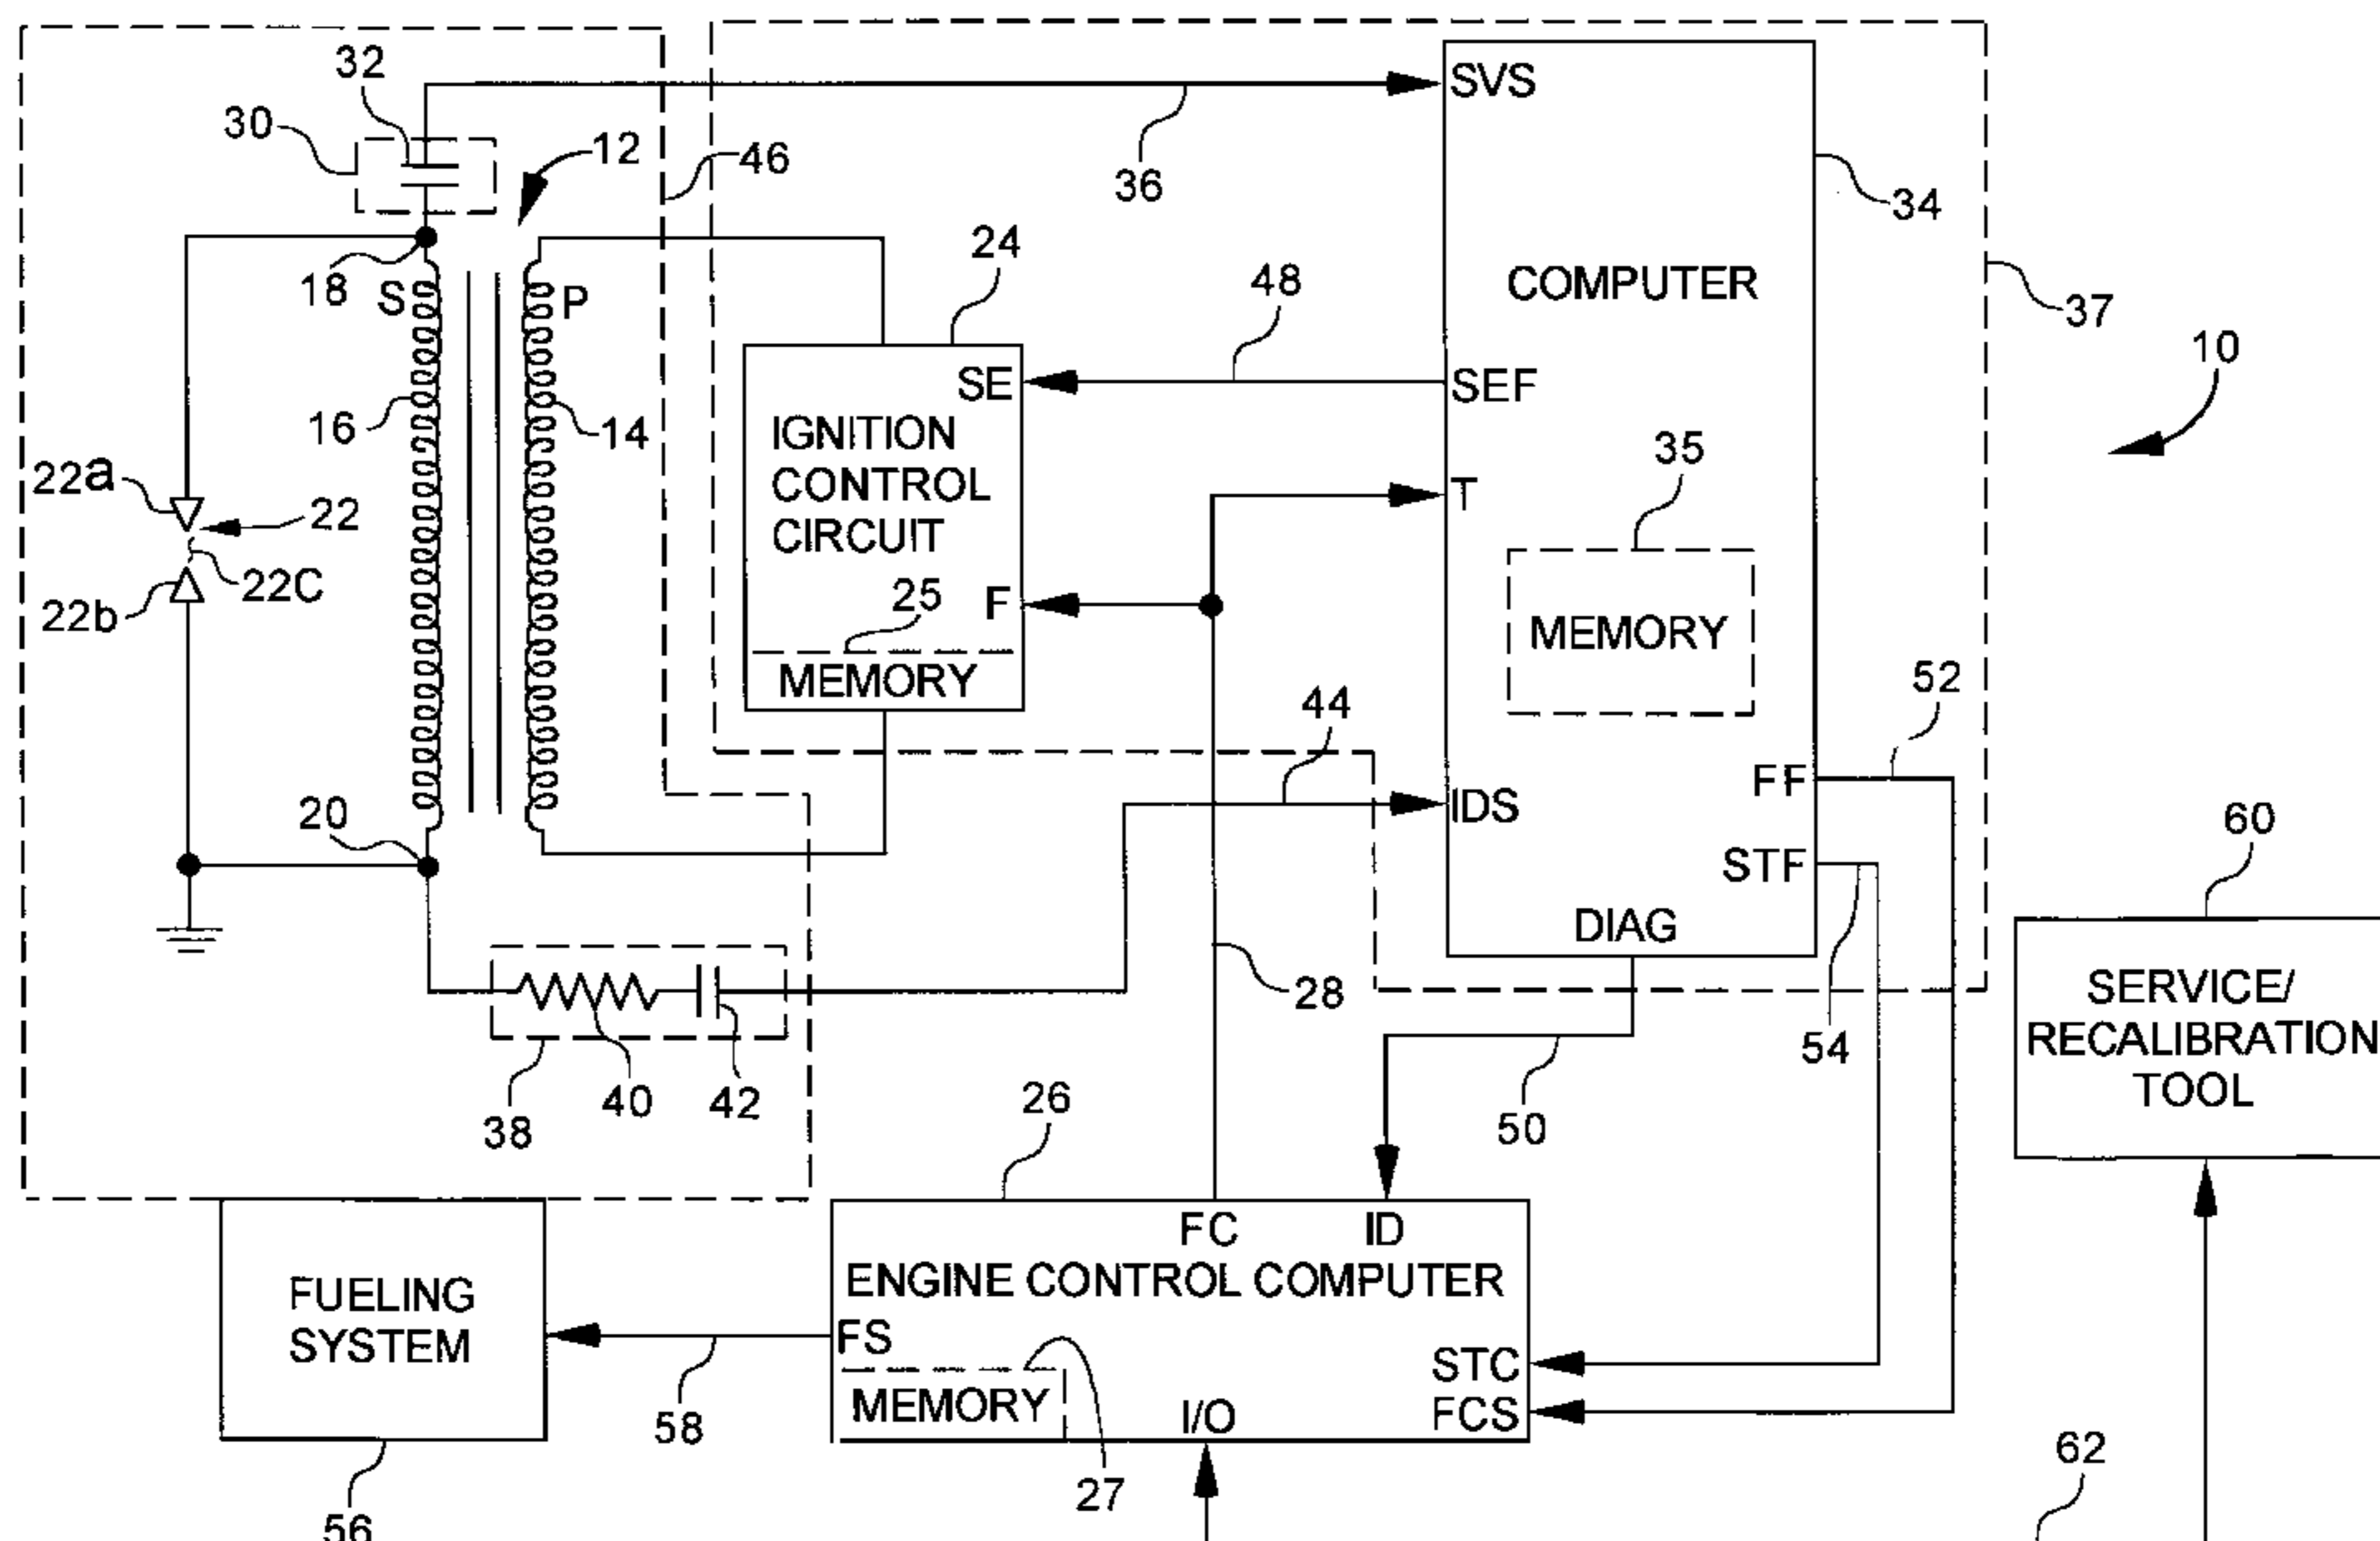 32
30
12
46
36
SVS
34
18
S
P
24
48
COMPUTER
37
10
16
14
SE
SEF
IGNITION
CONTROL
CIRCUIT
35
22a
22
T
22C
22b
25
F
MEMORY
MEMORY
52
44
20
FF
IDS
STF
60
DIAG
28
54
SERVICE/
RECALIBRATION
TOOL
38
40
42
26
50
FC
ID
ENGINE CONTROL COMPUTER
FUELING
SYSTEM
FS
STC
MEMORY
I/O
FCS
58
27
62
56